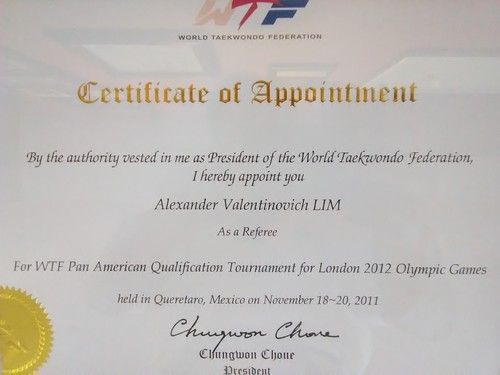 WTF
WORLD TAEKWONDO FEDERATION
Certificate of Appointment
By the authority vested in me as President of the World Taekwondo Federation,
I hereby appoint you
Alexander Valentinovich LIM
As a Referee
For WTF Pan American Qualification Tournament for London 2012 Olympic Games
held in Queretaro, Mexico on November 18~20, 2011
Chungwon Choue
Chungwon Choue
President